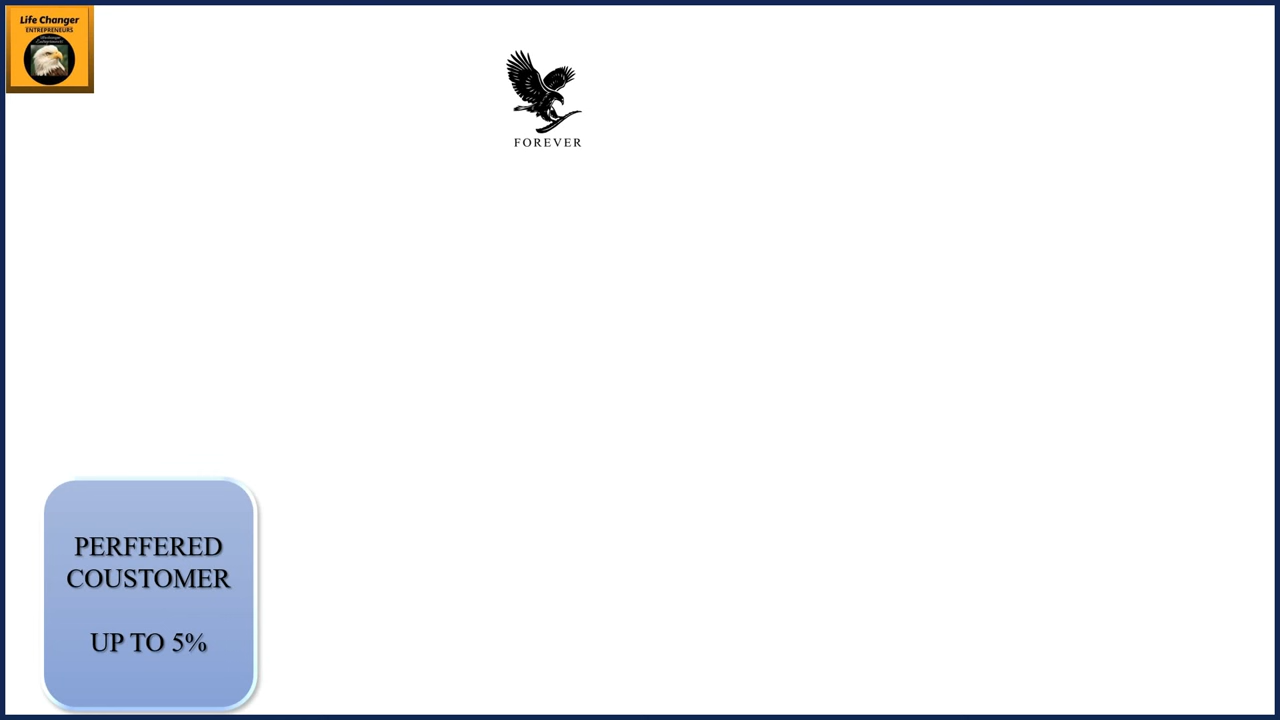 Life Changer
ENTREPRENEURS
FOREVER
PERFFERED
COUSTOMER
UP TO 5%